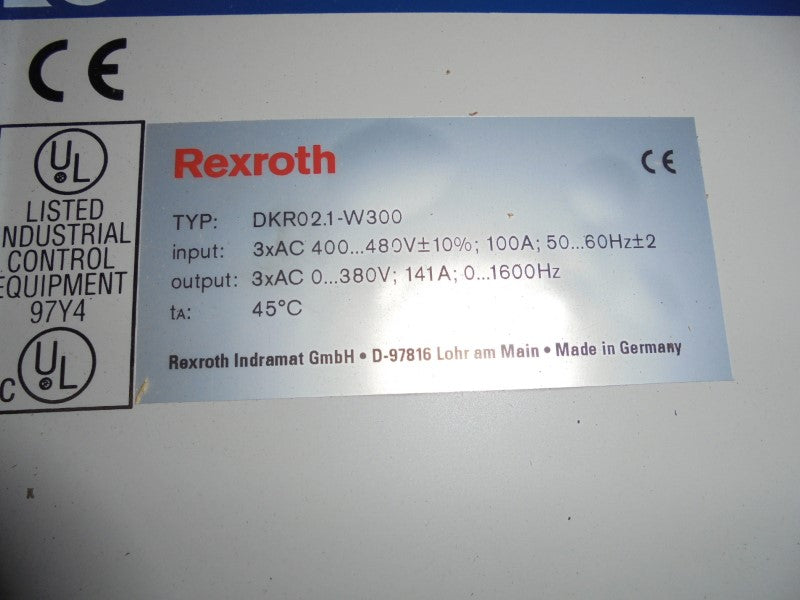 CE
UL
LISTED
INDUSTRIAL
CONTROL
EQUIPMENT
97Y4
C UL
Rexroth CE
TYP: DKR02.1-W300
input: 3xAC 400...480V±10%; 100A; 50...60Hz±2
output: 3xAC 0...380V; 141A; 0...1600Hz
tA: 45°C
Rexroth Indramat GmbH • D-97816 Lohr am Main • Made in Germany